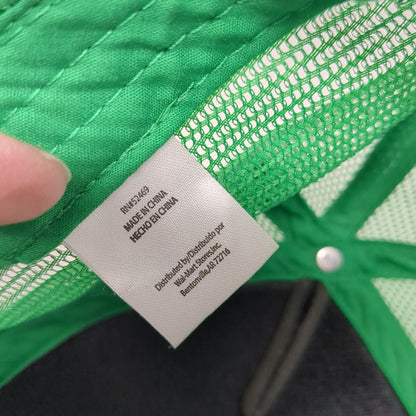 RN#52469
MADE IN CHINA
HECHO EN CHINA
Distributed by/Distribuido por
Wal-Mart Stores,Inc.
Bentonville,AR 72716